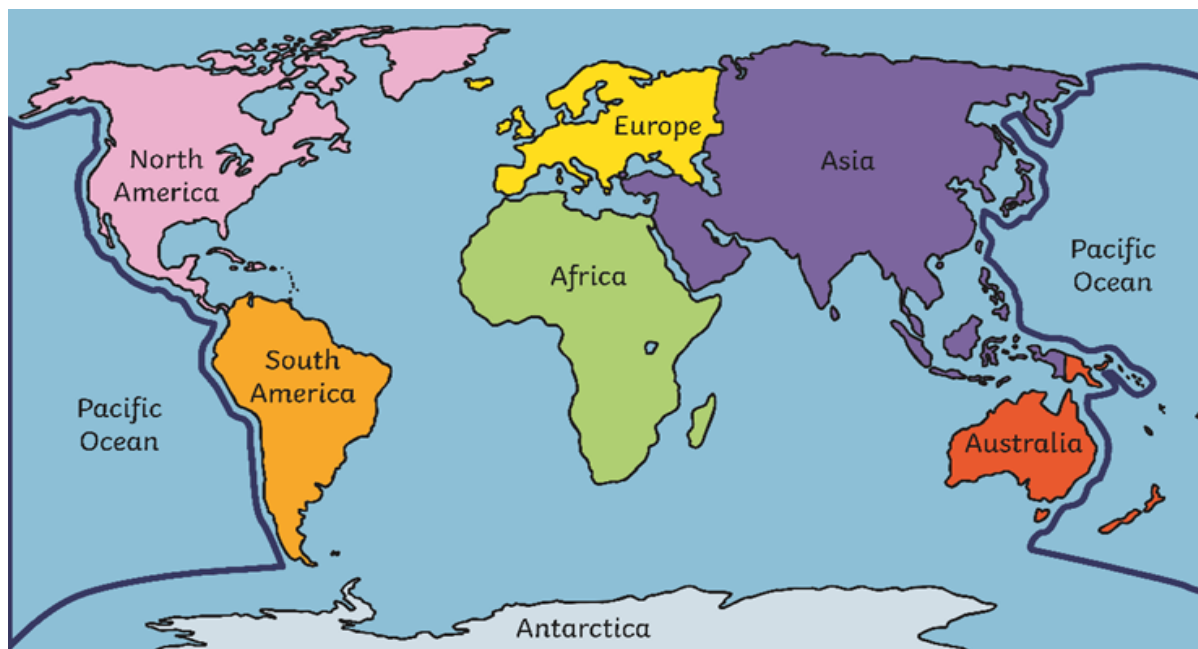 Europe
North
America
Asia
Africa
Pacific
Ocean
South
America
Pacific
Ocean
Australia
Antarctica